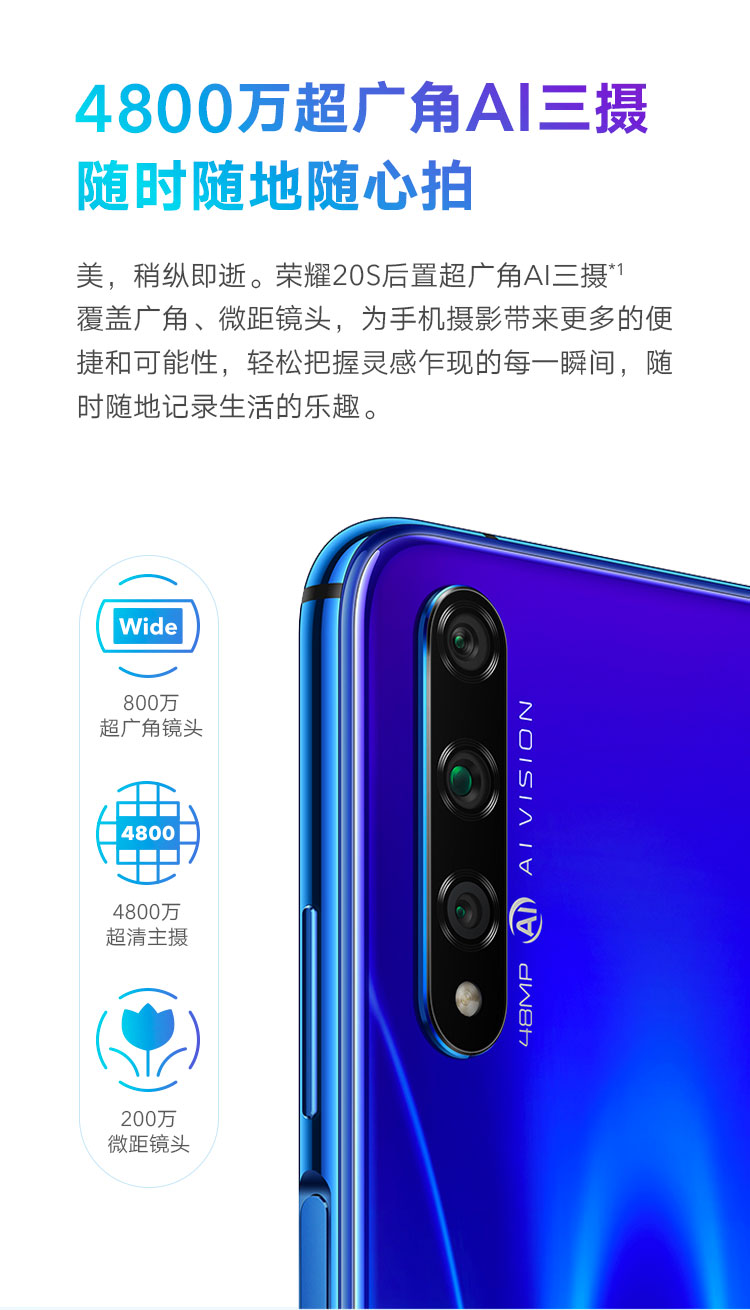 4800万超广角AI三摄
随时随地随心拍
美，稍纵即逝。荣耀20S后置超广角AI三摄*1
覆盖广角、微距镜头，为手机摄影带来更多的便
捷和可能性，轻松把握灵感乍现的每一瞬间，随
时随地记录生活的乐趣。
Wide
800万
超广角镜头
4800
4800万
超清主摄
200万
微距镜头
48MP AI AI VISION